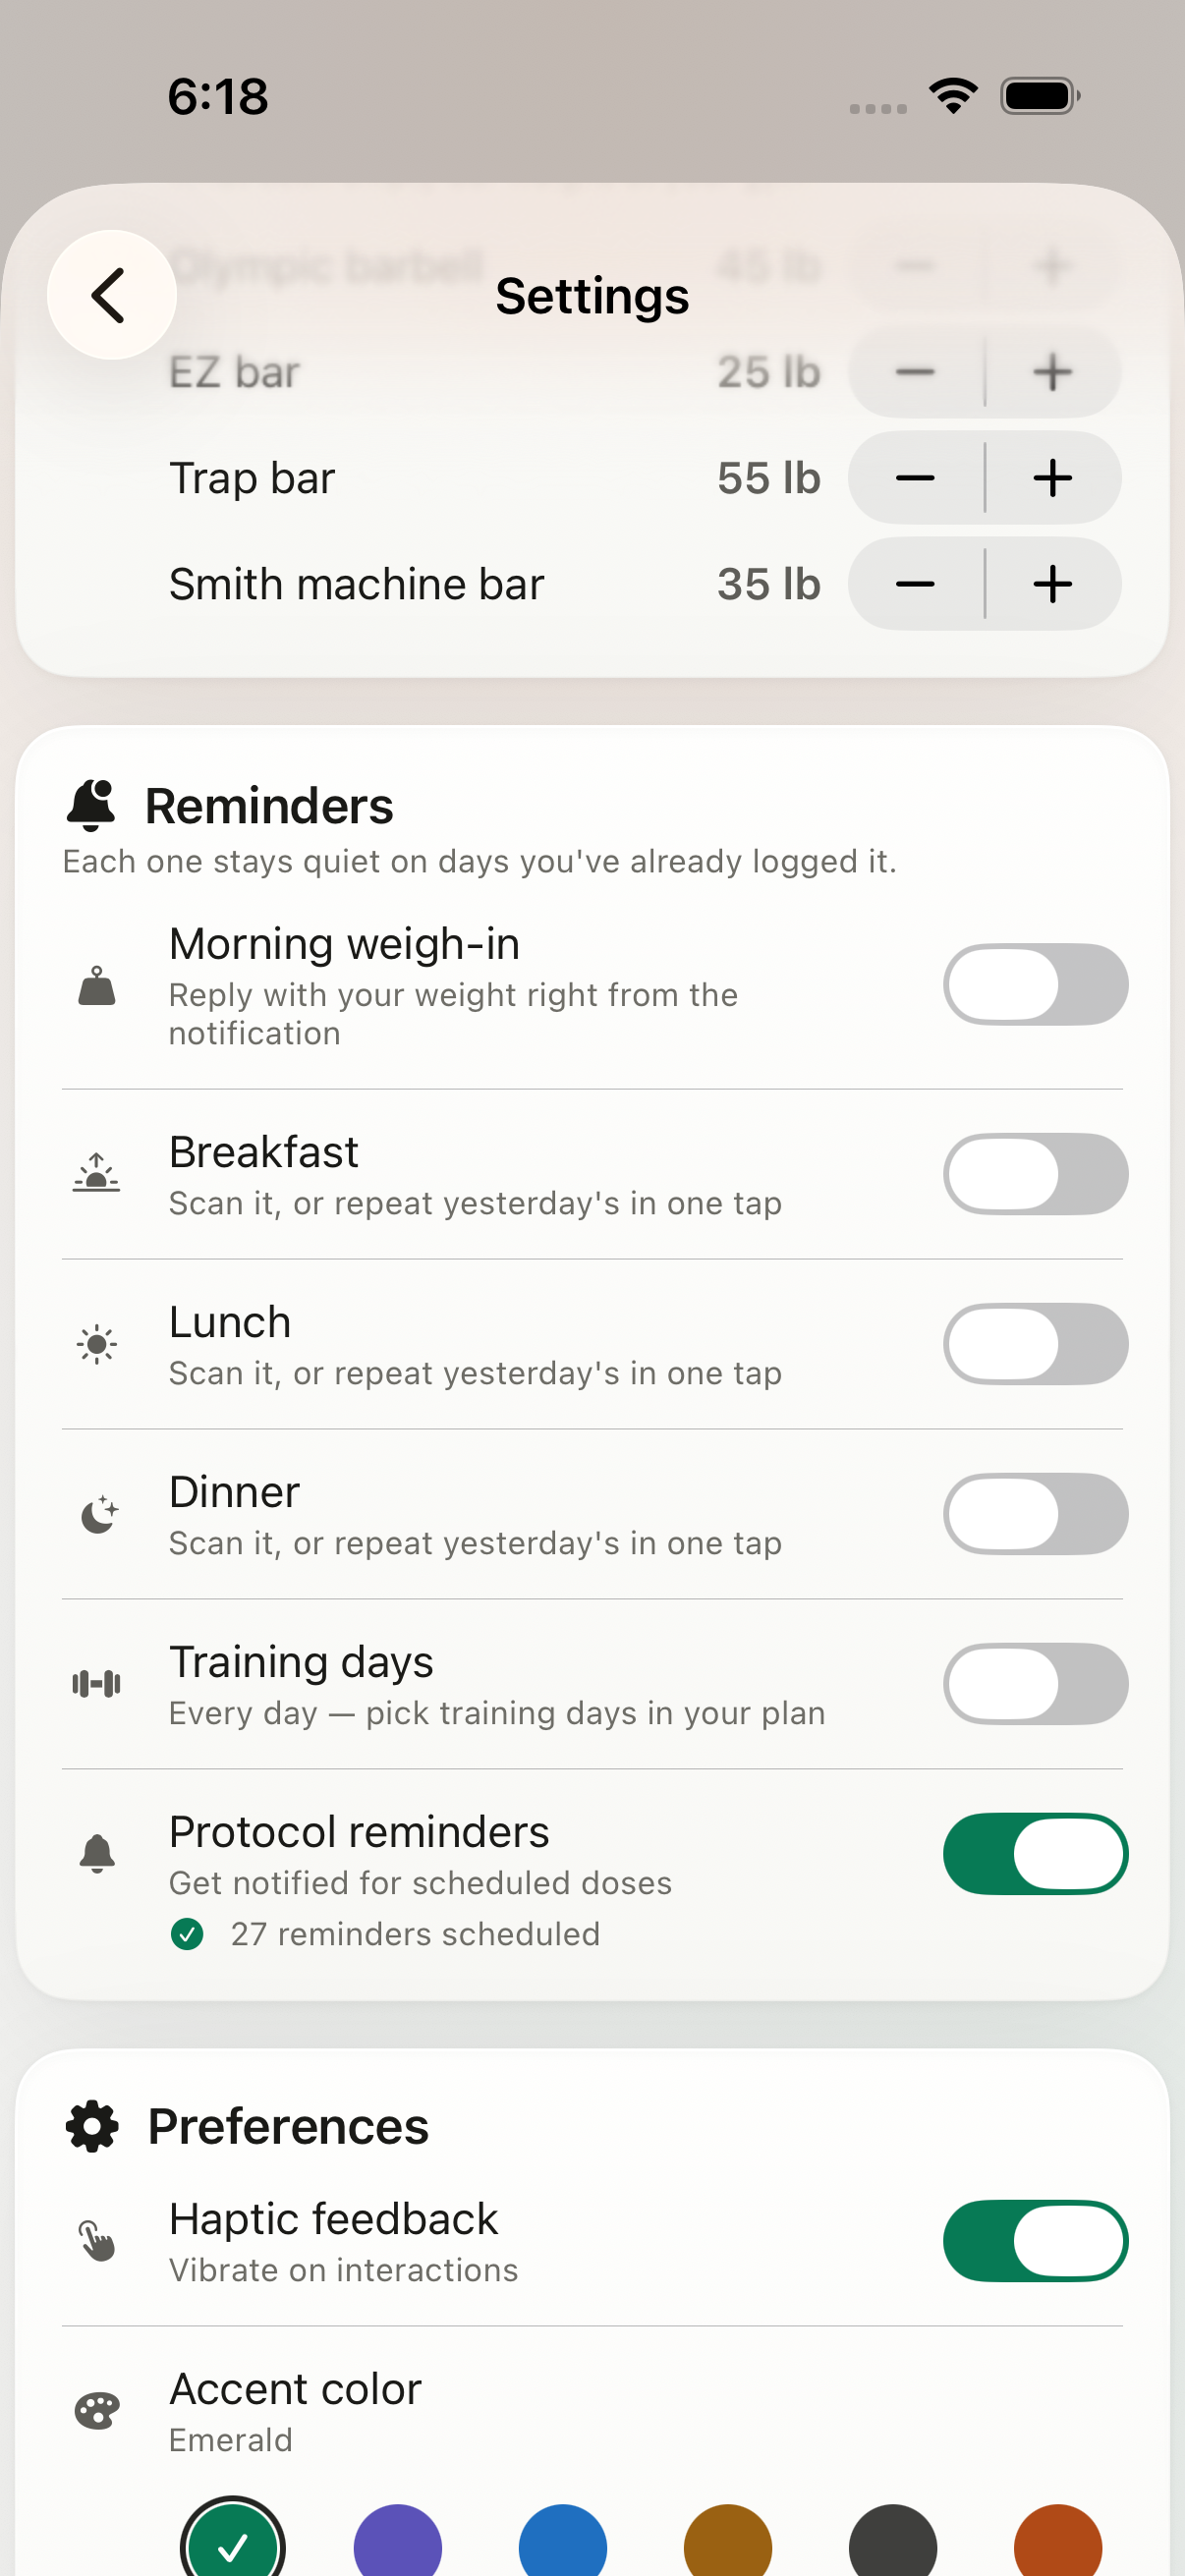 6:18
Settings
Olympic barbell 45 lb
EZ bar 25 lb
Trap bar 55 lb
Smith machine bar 35 lb
Reminders
Each one stays quiet on days you've already logged it.
Morning weigh-in
Reply with your weight right from the
notification
Breakfast
Scan it, or repeat yesterday's in one tap
Lunch
Scan it, or repeat yesterday's in one tap
Dinner
Scan it, or repeat yesterday's in one tap
Training days
Every day — pick training days in your plan
Protocol reminders
Get notified for scheduled doses
27 reminders scheduled
Preferences
Haptic feedback
Vibrate on interactions
Accent color
Emerald